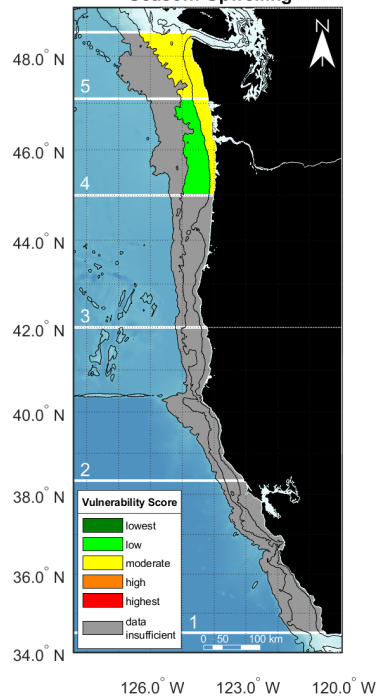 N
48.0° N
5
46.0° N
4
44.0° N
3
42.0° N
40.0° N
2
38.0° N
Vulnerability Score
lowest
low
moderate
high
highest
data
insufficient
36.0° N
1
0 50 100 km
34.0° N
126.0° W 123.0° W 120.0° W